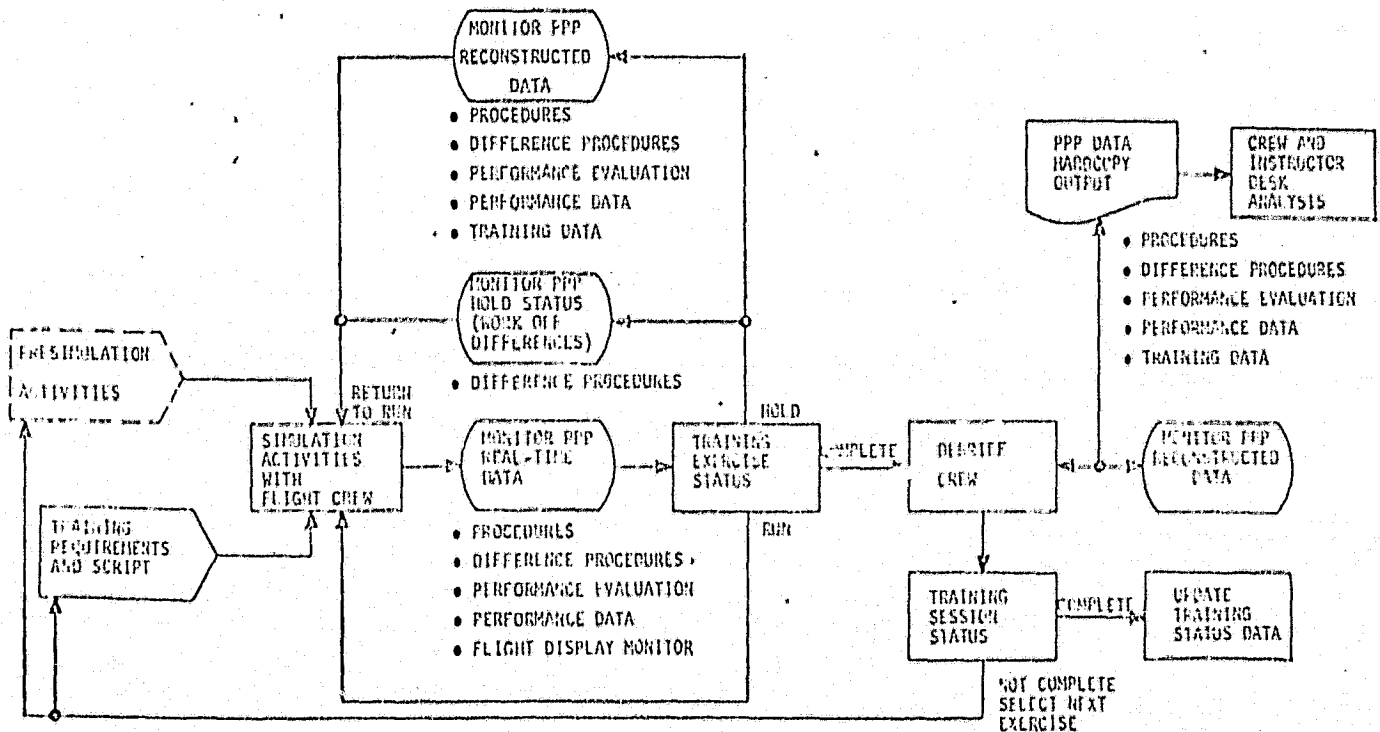 MONITOR PPP
RECONSTRUCTED
DATA
• PROCEDURES
• DIFFERENCE PROCEDURES
• PERFORMANCE EVALUATION
• PERFORMANCE DATA
• TRAINING DATA
MONITOR PPP
HOLD STATUS
(WORK OFF
DIFFERENCES)
• DIFFERENCE PROCEDURES
PPP DATA
HARDCOPY
OUTPUT
CREW AND
INSTRUCTOR
DESK
ANALYSIS
• PROCEDURES
• DIFFERENCE PROCEDURES
• PERFORMANCE EVALUATION
• PERFORMANCE DATA
• TRAINING DATA
PRESIMULATION
ACTIVITIES
RETURN
TO RUN
SIMULATION
ACTIVITIES
WITH
FLIGHT CREW
MONITOR PPP
REAL-TIME
DATA
HOLD
TRAINING
EXERCISE
STATUS
COMPLETE
RUN
DEBRIEF
CREW
MONITOR PPP
RECONSTRUCTED
DATA
TRAINING
REQUIREMENTS
AND SCRIPT
• PROCEDURES
• DIFFERENCE PROCEDURES
• PERFORMANCE EVALUATION
• PERFORMANCE DATA
• FLIGHT DISPLAY MONITOR
TRAINING
SESSION
STATUS
COMPLETE
UPDATE
TRAINING
STATUS DATA
NOT COMPLETE
SELECT NEXT
EXERCISE